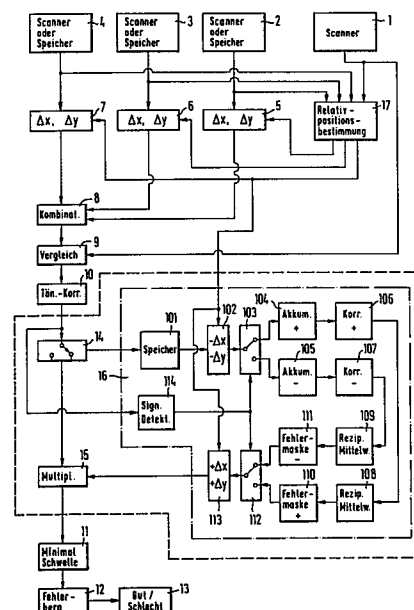 4
Scanner
oder
Speicher
3
Scanner
oder
Speicher
2
Scanner
oder
Speicher
1
Scanner
7
Δx, Δy
6
Δx, Δy
5
Δx, Δy
17
Relativ-
positions-
bestimmung
8
Kombinat.
9
Vergleich
10
Tön.-Korr.
14
16
101
Speicher
102
-Δx
-Δy
103
104
Akkum.
+
106
Korr.
+
105
Akkum.
-
107
Korr.
-
114
Sign.
Detekt.
111
Fehler-
maske
-
109
Rezip.
Mittelw.
110
Fehler-
maske
+
108
Rezip.
Mittelw.
112
113
+Δx
+Δy
15
Multipl.
11
Minimal
Schwelle
12
Fehler-
berg
13
Gut /
Schlecht